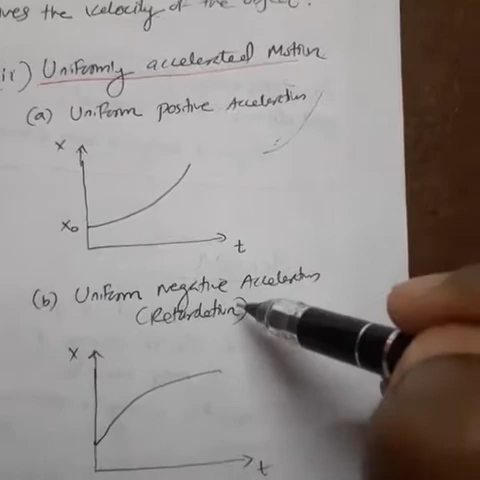 ves the velocity of the object.
ii) Uniformly accelerated Motion
(a) Uniform positive Acceleration
x
x₀
t
(b) Uniform negative Acceleration
(Retardation)
x
t